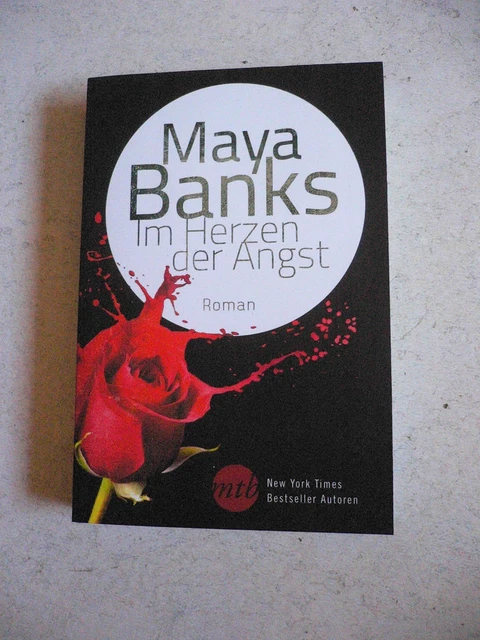 Maya
Banks
Im Herzen
der Angst
Roman
mtb
New York Times
Bestseller Autoren